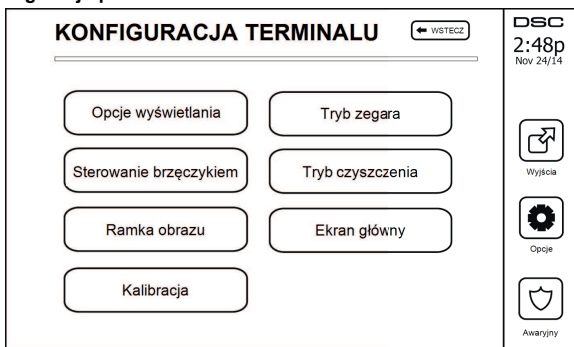 KONFIGURACJA TERMINALU
WSTECZ
DSC
2:48p
Nov 24/14
Opcje wyświetlania
Tryb zegara
Sterowanie brzęczykiem
Tryb czyszczenia
Ramka obrazu
Ekran główny
Kalibracja
Wyjścia
Opcje
Awaryjny